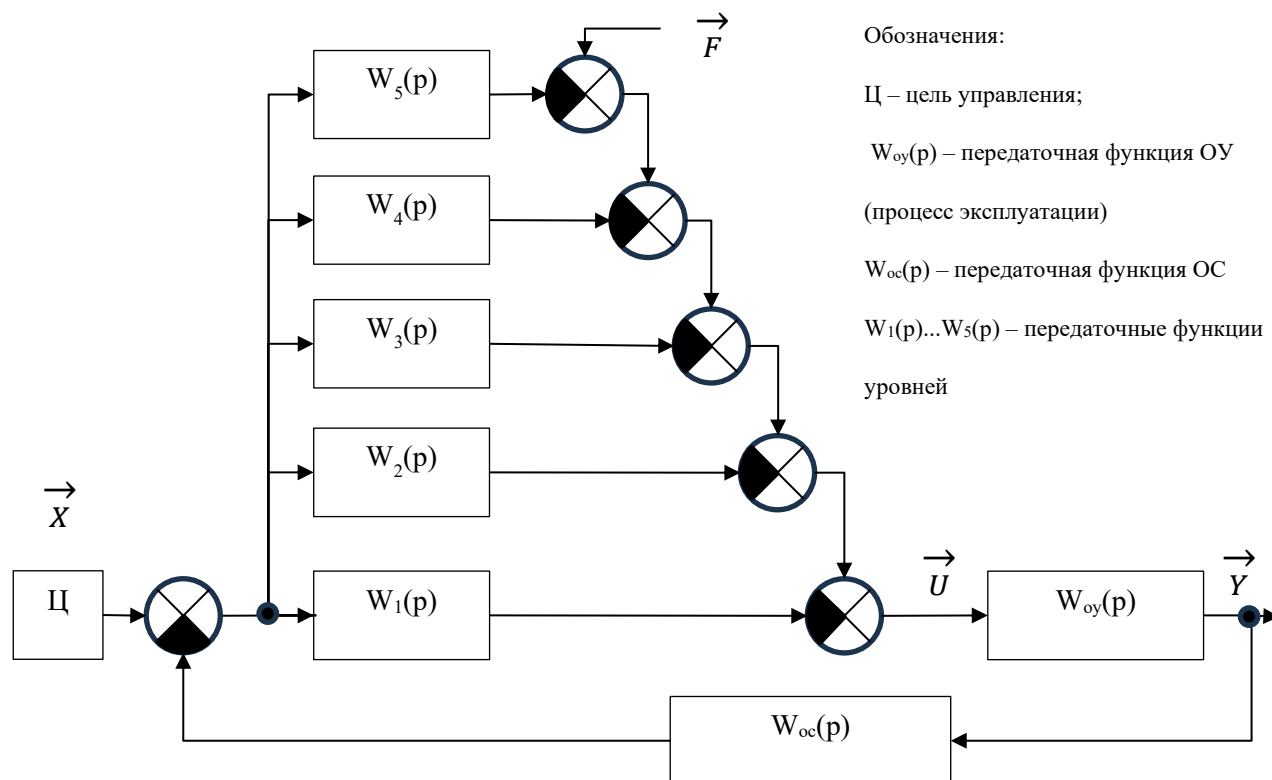 W₅(p)
F
Обозначения:
Ц – цель управления;
Wоу(p) – передаточная функция ОУ
(процесс эксплуатации)
Wос(p) – передаточная функция ОС
W₁(p)...W₅(p) – передаточные функции
уровней
W₄(p)
W₃(p)
W₂(p)
X
Ц
W₁(p)
U
Wоу(p)
Y
Wос(p)